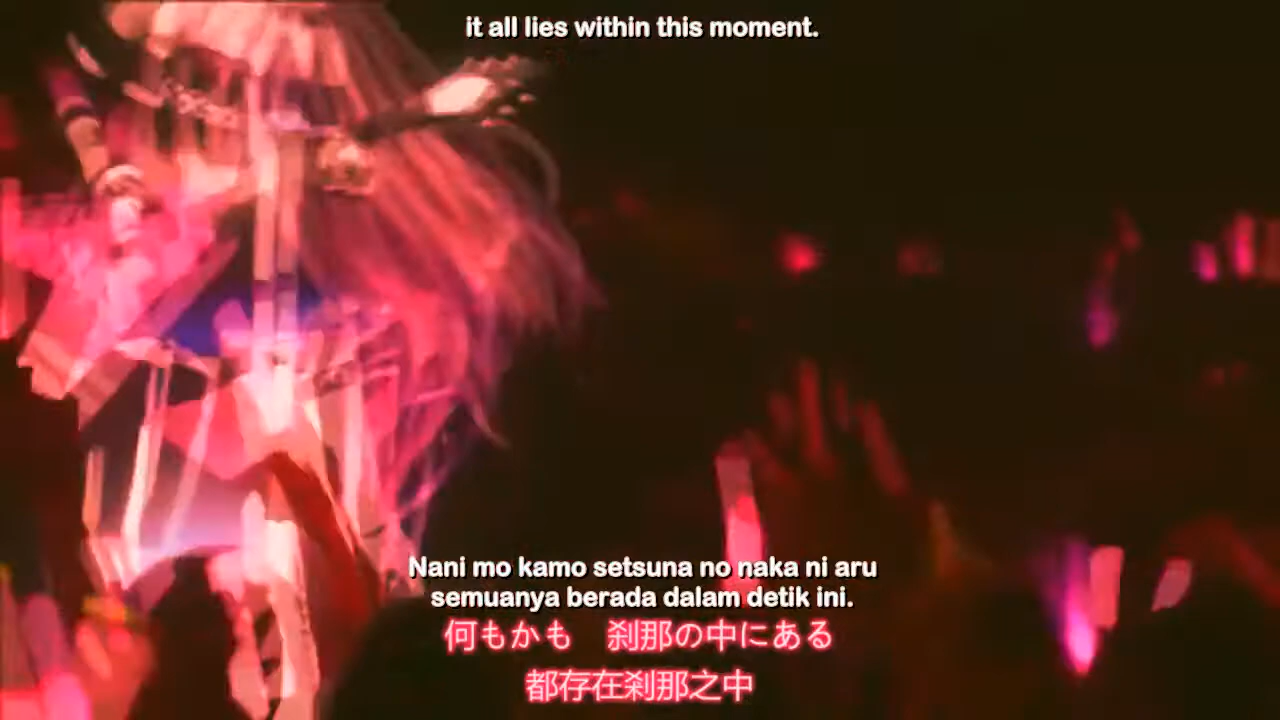 it all lies within this moment.
Nani mo kamo setsuna no naka ni aru
semuanya berada dalam detik ini.
何もかも　刹那の中にある
都存在刹那之中